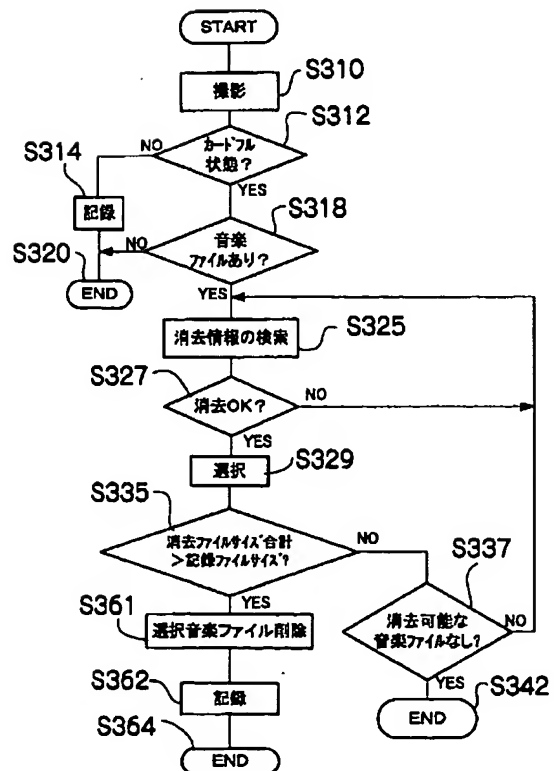 START
S310
撮影
S312
カードフル
状態?
NO
YES
S314
記録
S318
音楽
ファイルあり?
NO
YES
S320
END
S325
消去情報の検索
S327
消去OK?
NO
YES
S329
選択
S335
消去ファイルサイズ合計
>記録ファイルサイズ?
NO
YES
S337
消去可能な
音楽ファイルなし?
NO
YES
S361
選択音楽ファイル削除
S342
END
S362
記録
S364
END